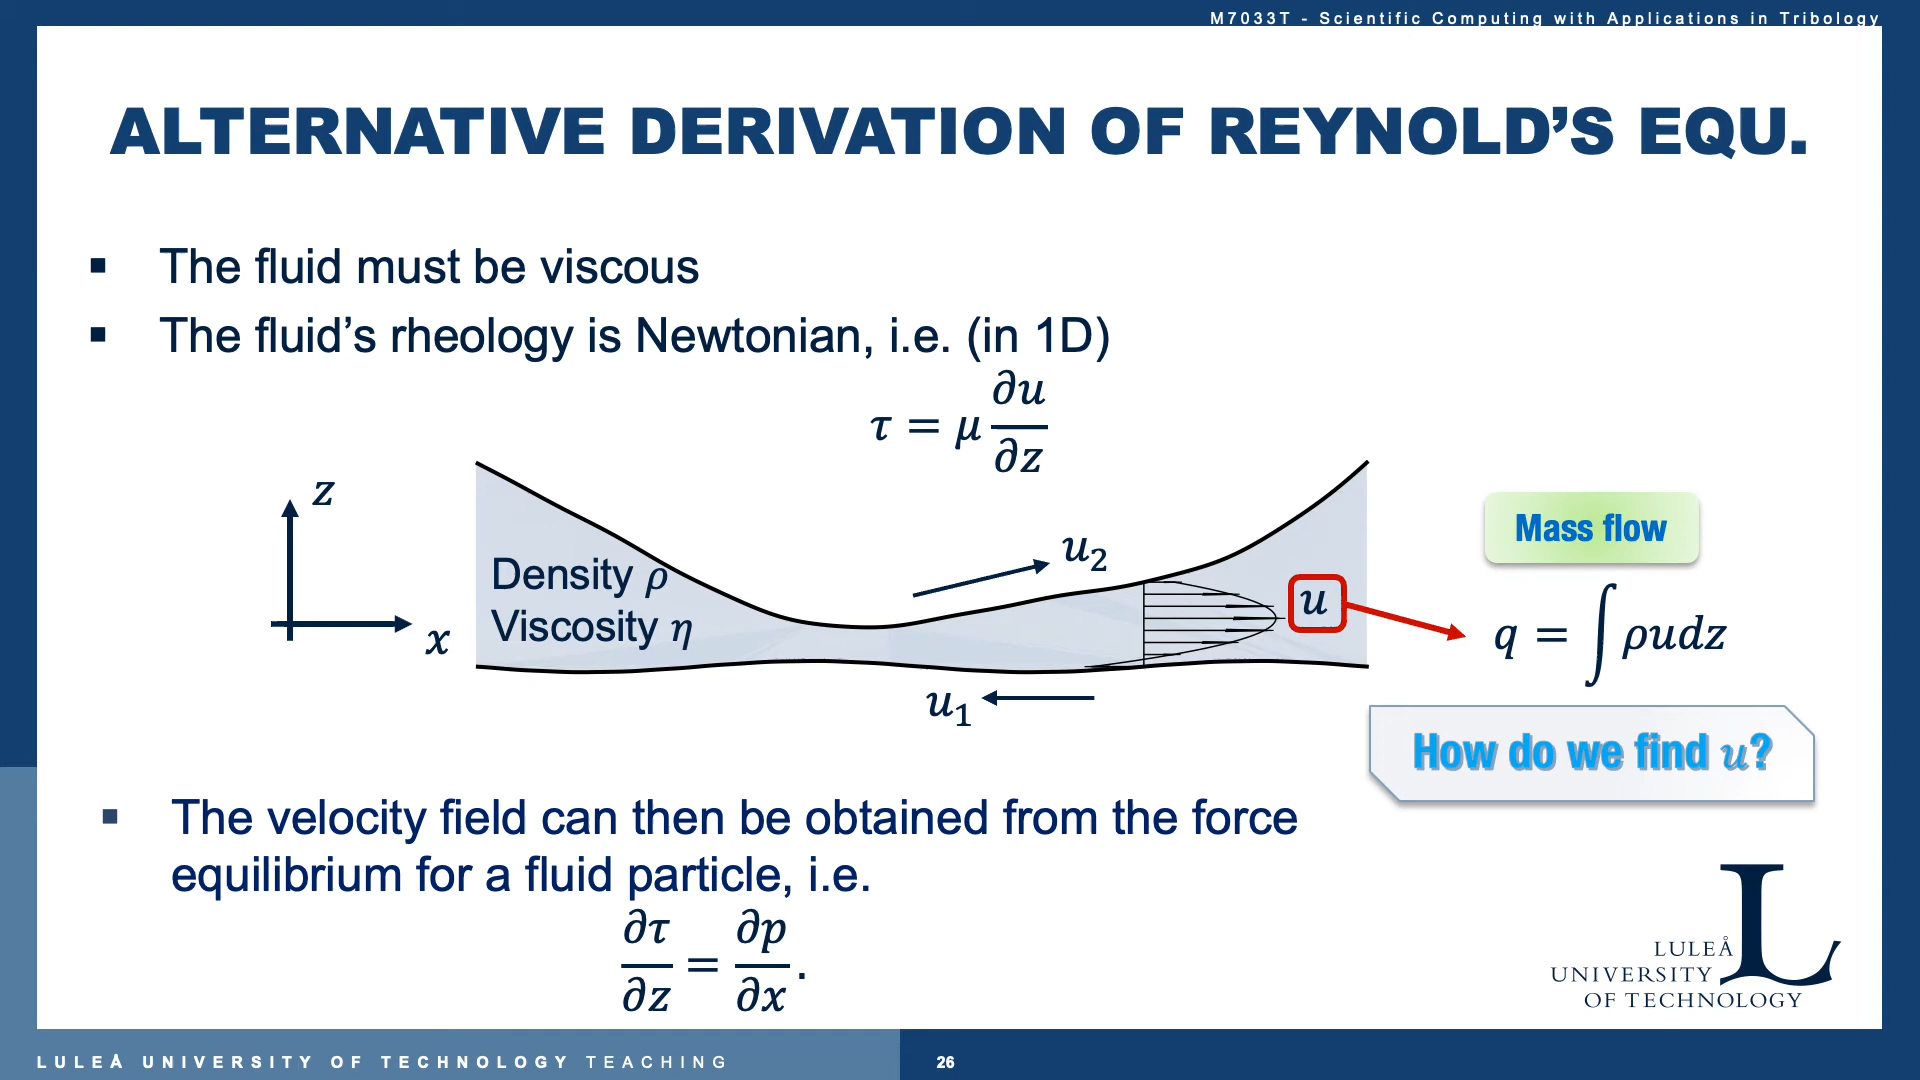 M7033T - Scientific Computing with Applications in Tribology
ALTERNATIVE DERIVATION OF REYNOLD’S EQU.
▪ The fluid must be viscous
▪ The fluid’s rheology is Newtonian, i.e. (in 1D)
τ = μ ∂u/∂z
z
x
Density ρ
Viscosity η
u₂
u₁
u
Mass flow
q = ∫ ρudz
How do we find u?
▪ The velocity field can then be obtained from the force
equilibrium for a fluid particle, i.e.
∂τ/∂z = ∂p/∂x.
LULEÅ
UNIVERSITY
OF TECHNOLOGY
L
LULEÅ UNIVERSITY OF TECHNOLOGY TEACHING
26